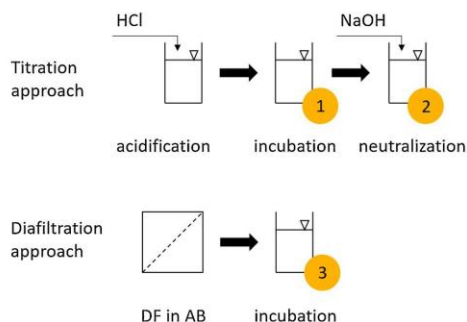 HCl
NaOH
Titration
approach
1
2
acidification
incubation
neutralization
Diafiltration
approach
3
DF in AB
incubation